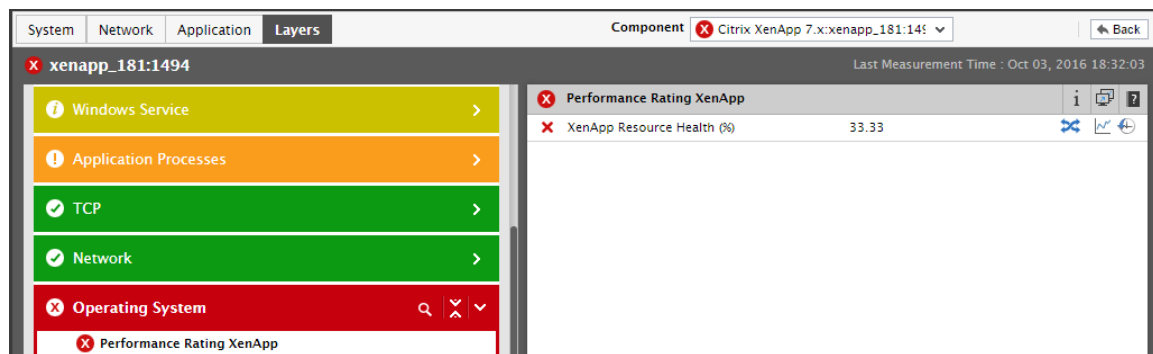 System Network Application Layers Component Citrix XenApp 7.x:xenapp_181:149 Back
xenapp_181:1494 Last Measurement Time : Oct 03, 2016 18:32:03
Windows Service
Application Processes
TCP
Network
Operating System
Performance Rating XenApp
Performance Rating XenApp
XenApp Resource Health (%) 33.33